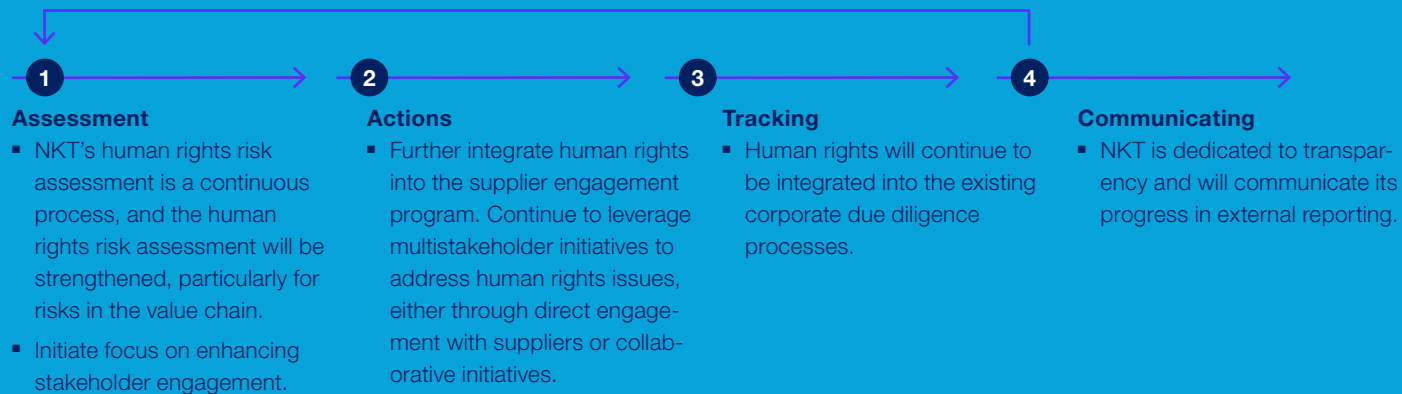 1
Assessment
▪ NKT's human rights risk
assessment is a continuous
process, and the human
rights risk assessment will be
strengthened, particularly for
risks in the value chain.
▪ Initiate focus on enhancing
stakeholder engagement.
2
Actions
▪ Further integrate human rights
into the supplier engagement
program. Continue to leverage
multistakeholder initiatives to
address human rights issues,
either through direct engage-
ment with suppliers or collab-
orative initiatives.
3
Tracking
▪ Human rights will continue to
be integrated into the existing
corporate due diligence
processes.
4
Communicating
▪ NKT is dedicated to transpar-
ency and will communicate its
progress in external reporting.